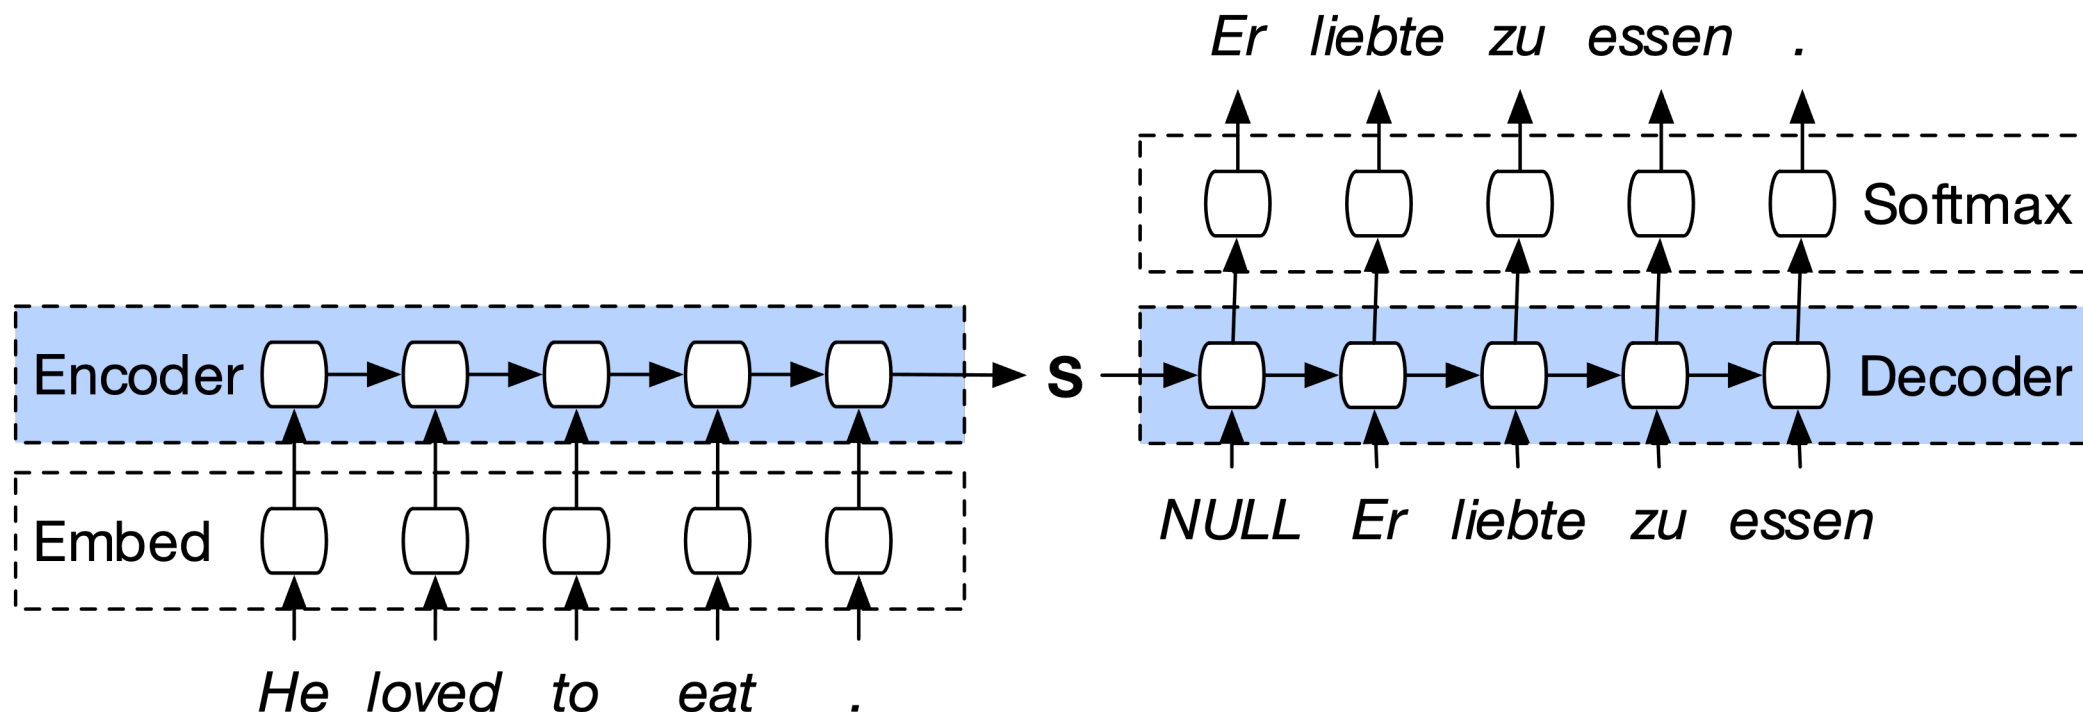 Er liebte zu essen .
Softmax
Encoder
S
Decoder
Embed
NULL Er liebte zu essen
He loved to eat .